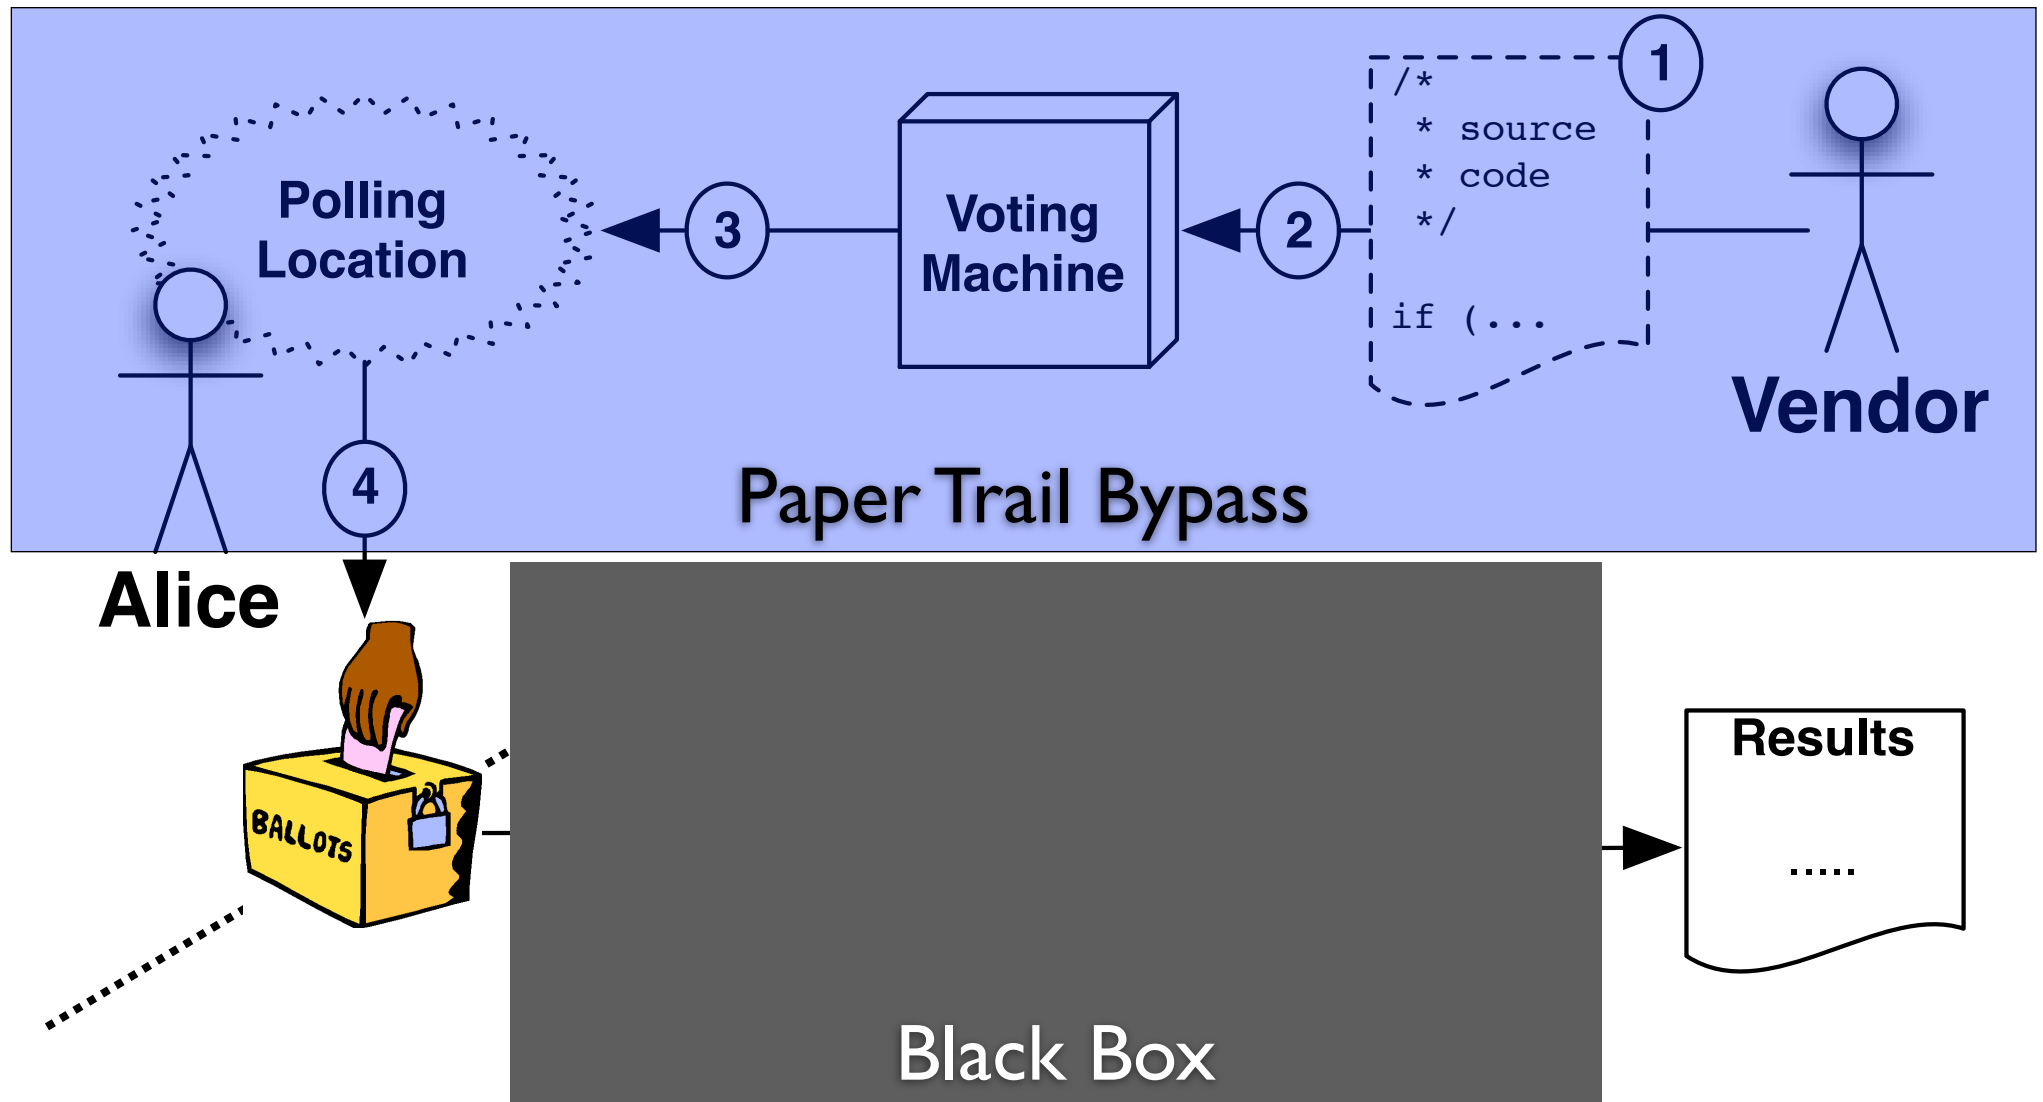 1
/*
* source
* code
*/
if (...
Polling
Location
3
Voting
Machine
2
Vendor
4
Paper Trail Bypass
Alice
BALLOTS
Results
.....
Black Box